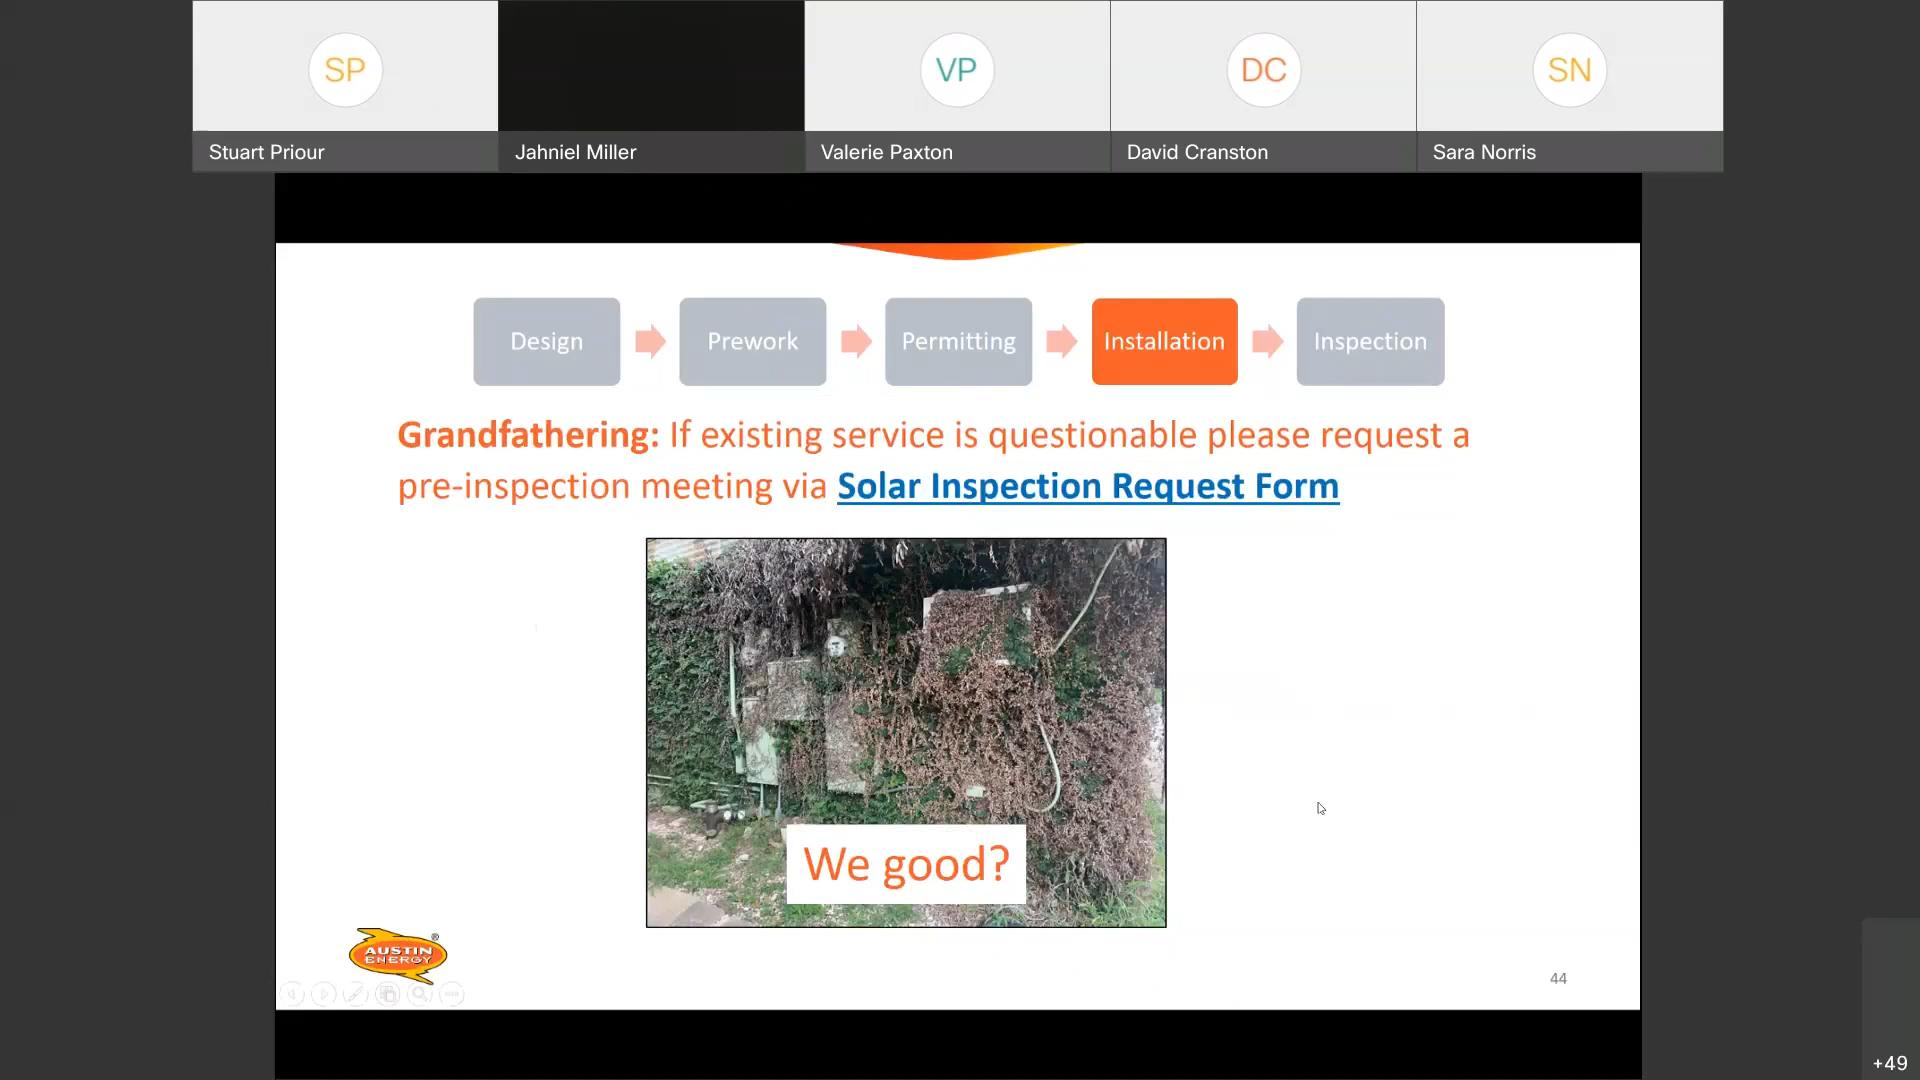 SP
VP
DC
SN
Stuart Priour
Jahniel Miller
Valerie Paxton
David Cranston
Sara Norris
Design
Prework
Permitting
Installation
Inspection
Grandfathering: If existing service is questionable please request a
pre-inspection meeting via Solar Inspection Request Form
We good?
AUSTIN
ENERGY
®
44
+49